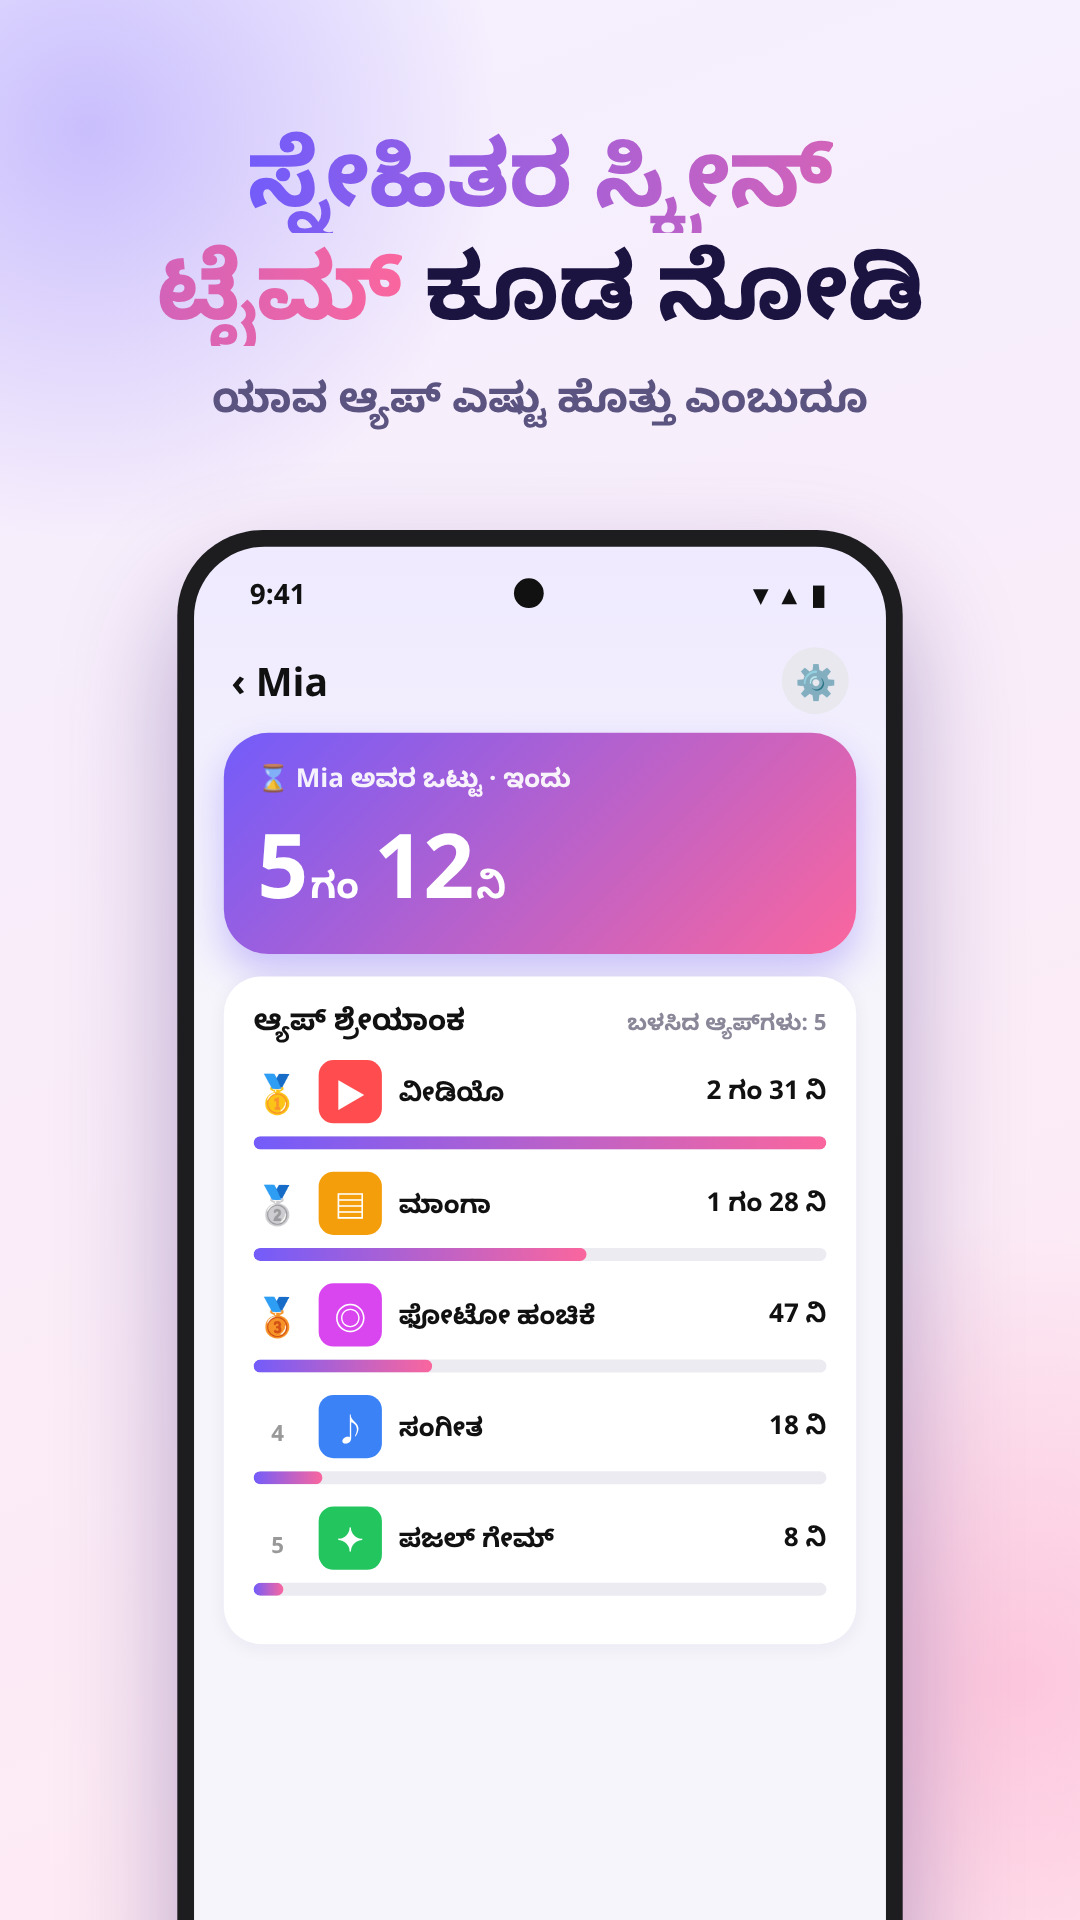 ಸ್ನೇಹಿತರ ಸ್ಕ್ರೀನ್
ಟೈಮ್ ಕೂಡ ನೋಡಿ
ಯಾವ ಆ್ಯಪ್ ಎಷ್ಟು ಹೊತ್ತು ಎಂಬುದೂ
9:41
‹ Mia
⌛ Mia ಅವರ ಒಟ್ಟು · ಇಂದು
5ಗಂ 12ನಿ
ಆ್ಯಪ್ ಶ್ರೇಯಾಂಕ ಬಳಸಿದ ಆ್ಯಪ್‌ಗಳು: 5
ವೀಡಿಯೊ 2 ಗಂ 31 ನಿ
ಮಾಂಗಾ 1 ಗಂ 28 ನಿ
ಫೋಟೋ ಹಂಚಿಕೆ 47 ನಿ
4 ಸಂಗೀತ 18 ನಿ
5 ಪಜಲ್ ಗೇಮ್ 8 ನಿ